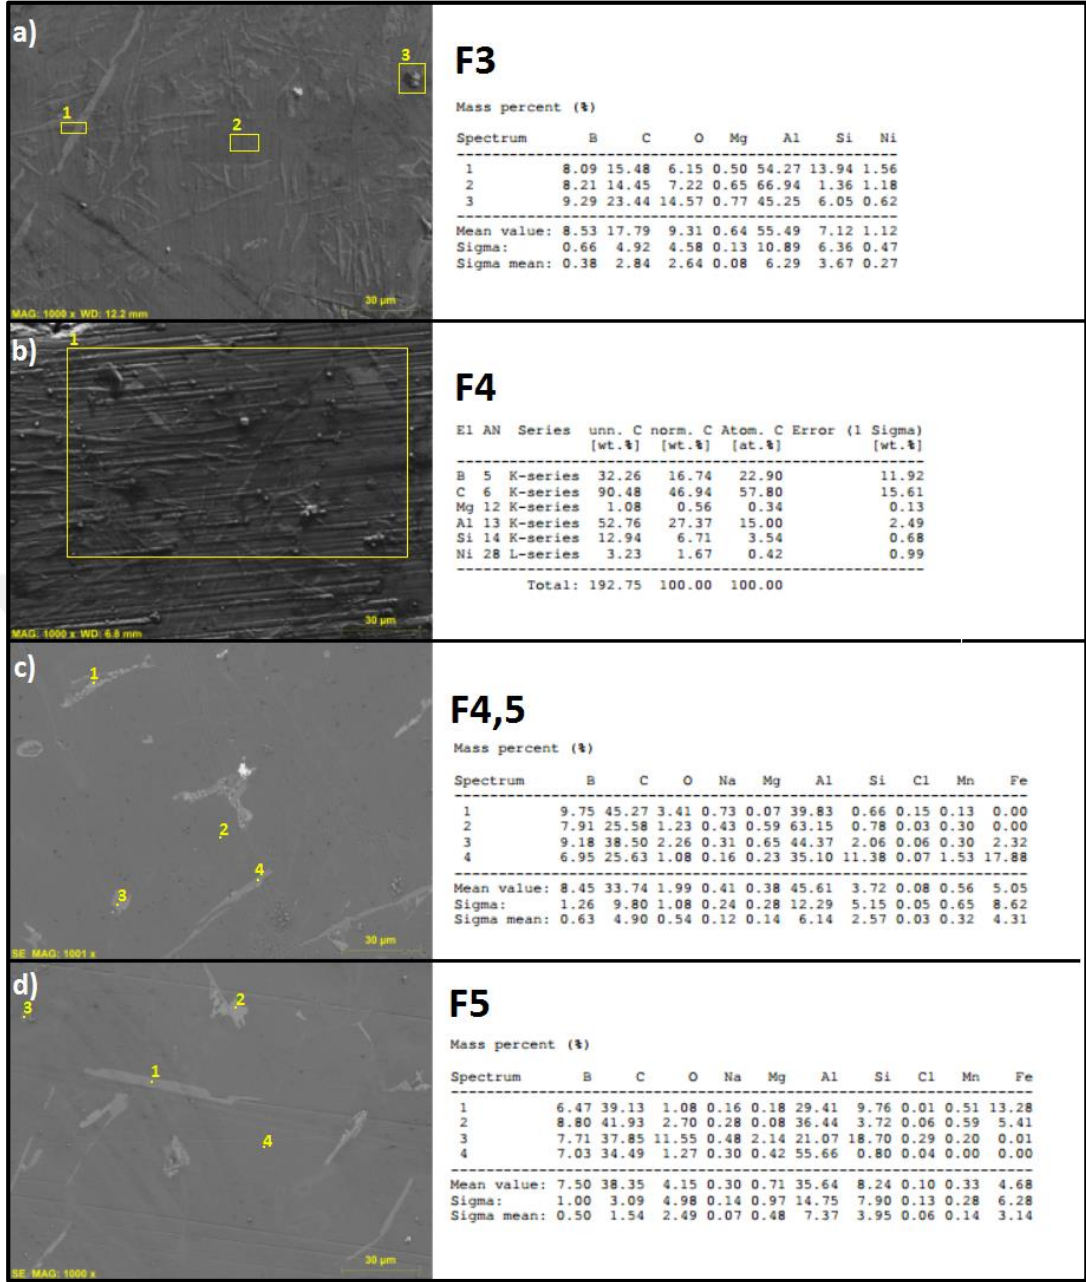 a)
1
2
3
30 µm
MAG: 1000 x WD: 12.2 mm
F3
Mass percent (%)
Spectrum B C O Mg Al Si Ni
1 8.09 15.48 6.15 0.50 54.27 13.94 1.56
2 8.21 14.45 7.22 0.65 66.94 1.36 1.18
3 9.29 23.44 14.57 0.77 45.25 6.05 0.62
Mean value: 8.53 17.79 9.31 0.64 55.49 7.12 1.12
Sigma: 0.66 4.92 4.58 0.13 10.89 6.36 0.47
Sigma mean: 0.38 2.84 2.64 0.08 6.29 3.67 0.27
b)
1
30 µm
MAG: 1000 x WD: 6.8 mm
F4
El AN Series unn. C norm. C Atom. C Error (1 Sigma)
[wt.%] [wt.%] [at.%] [wt.%]
B 5 K-series 32.26 16.74 22.90 11.92
C 6 K-series 90.48 46.94 57.80 15.61
Mg 12 K-series 1.08 0.56 0.34 0.13
Al 13 K-series 52.76 27.37 15.00 2.49
Si 14 K-series 12.94 6.71 3.54 0.68
Ni 28 L-series 3.23 1.67 0.42 0.99
Total: 192.75 100.00 100.00
c)
1
2
3
4
30 µm
SE MAG: 1001 x
F4,5
Mass percent (%)
Spectrum B C O Na Mg Al Si Cl Mn Fe
1 9.75 45.27 3.41 0.73 0.07 39.83 0.66 0.15 0.13 0.00
2 7.91 25.58 1.23 0.43 0.59 63.15 0.78 0.03 0.30 0.00
3 9.18 38.50 2.26 0.31 0.65 44.37 2.06 0.06 0.30 2.32
4 6.95 25.63 1.08 0.16 0.23 35.10 11.38 0.07 1.53 17.88
Mean value: 8.45 33.74 1.99 0.41 0.38 45.61 3.72 0.08 0.56 5.05
Sigma: 1.26 9.80 1.08 0.24 0.28 12.29 5.15 0.05 0.65 8.62
Sigma mean: 0.63 4.90 0.54 0.12 0.14 6.14 2.57 0.03 0.32 4.31
d)
3
2
1
4
30 µm
SE MAG: 1000 x
F5
Mass percent (%)
Spectrum B C O Na Mg Al Si Cl Mn Fe
1 6.47 39.13 1.08 0.16 0.18 29.41 9.76 0.01 0.51 13.28
2 8.80 41.93 2.70 0.28 0.08 36.44 3.72 0.06 0.59 5.41
3 7.71 37.85 11.55 0.48 2.14 21.07 18.70 0.29 0.20 0.01
4 7.03 34.49 1.27 0.30 0.42 55.66 0.80 0.04 0.00 0.00
Mean value: 7.50 38.35 4.15 0.30 0.71 35.64 8.24 0.10 0.33 4.68
Sigma: 1.00 3.09 4.98 0.14 0.97 14.75 7.90 0.13 0.28 6.28
Sigma mean: 0.50 1.54 2.49 0.07 0.48 7.37 3.95 0.06 0.14 3.14